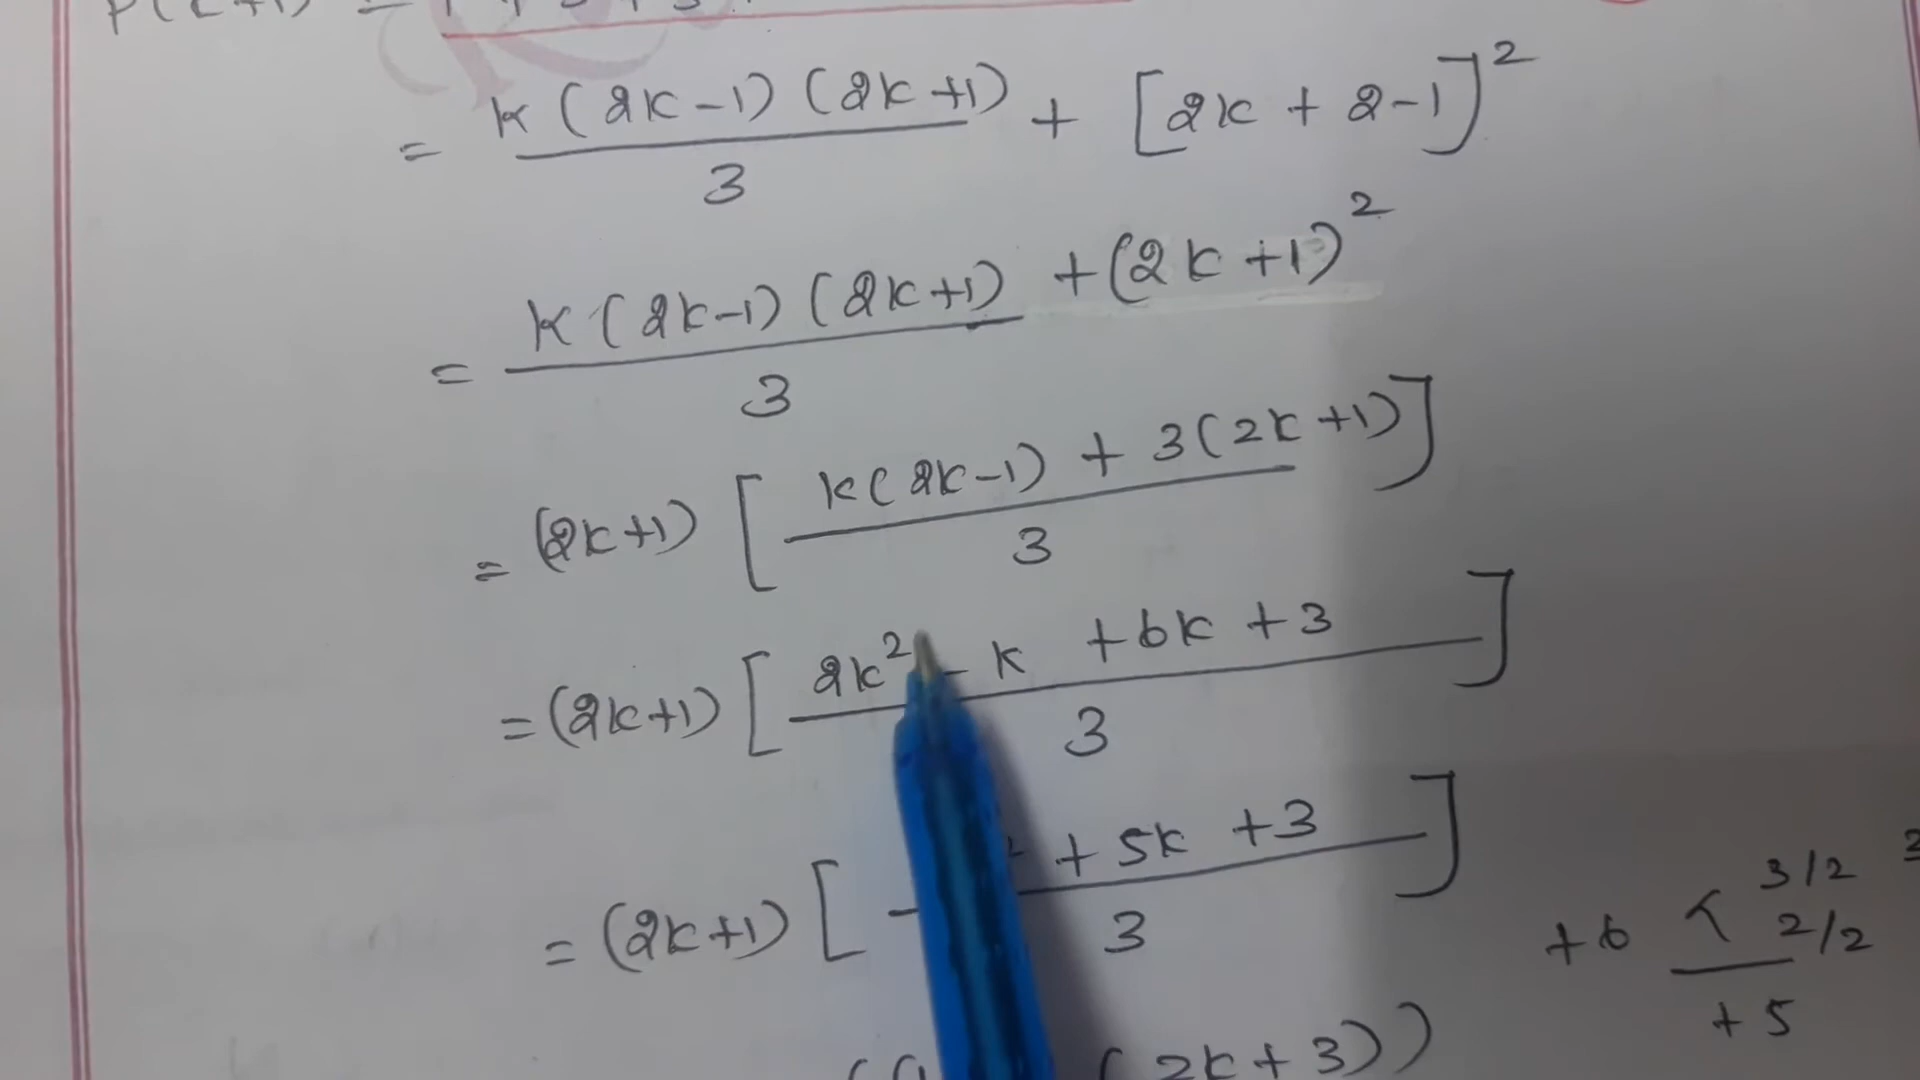 = k(2k-1)(2k+1)/3 + [2k+2-1]²
= k(2k-1)(2k+1)/3 + (2k+1)²
= (2k+1) [k(2k-1) + 3(2k+1)/3]
= (2k+1) [2k² - k + 6k + 3/3]
= (2k+1) [² + 5k + 3/3]
+6 < 3/2 2/2
+5
(2k+3))